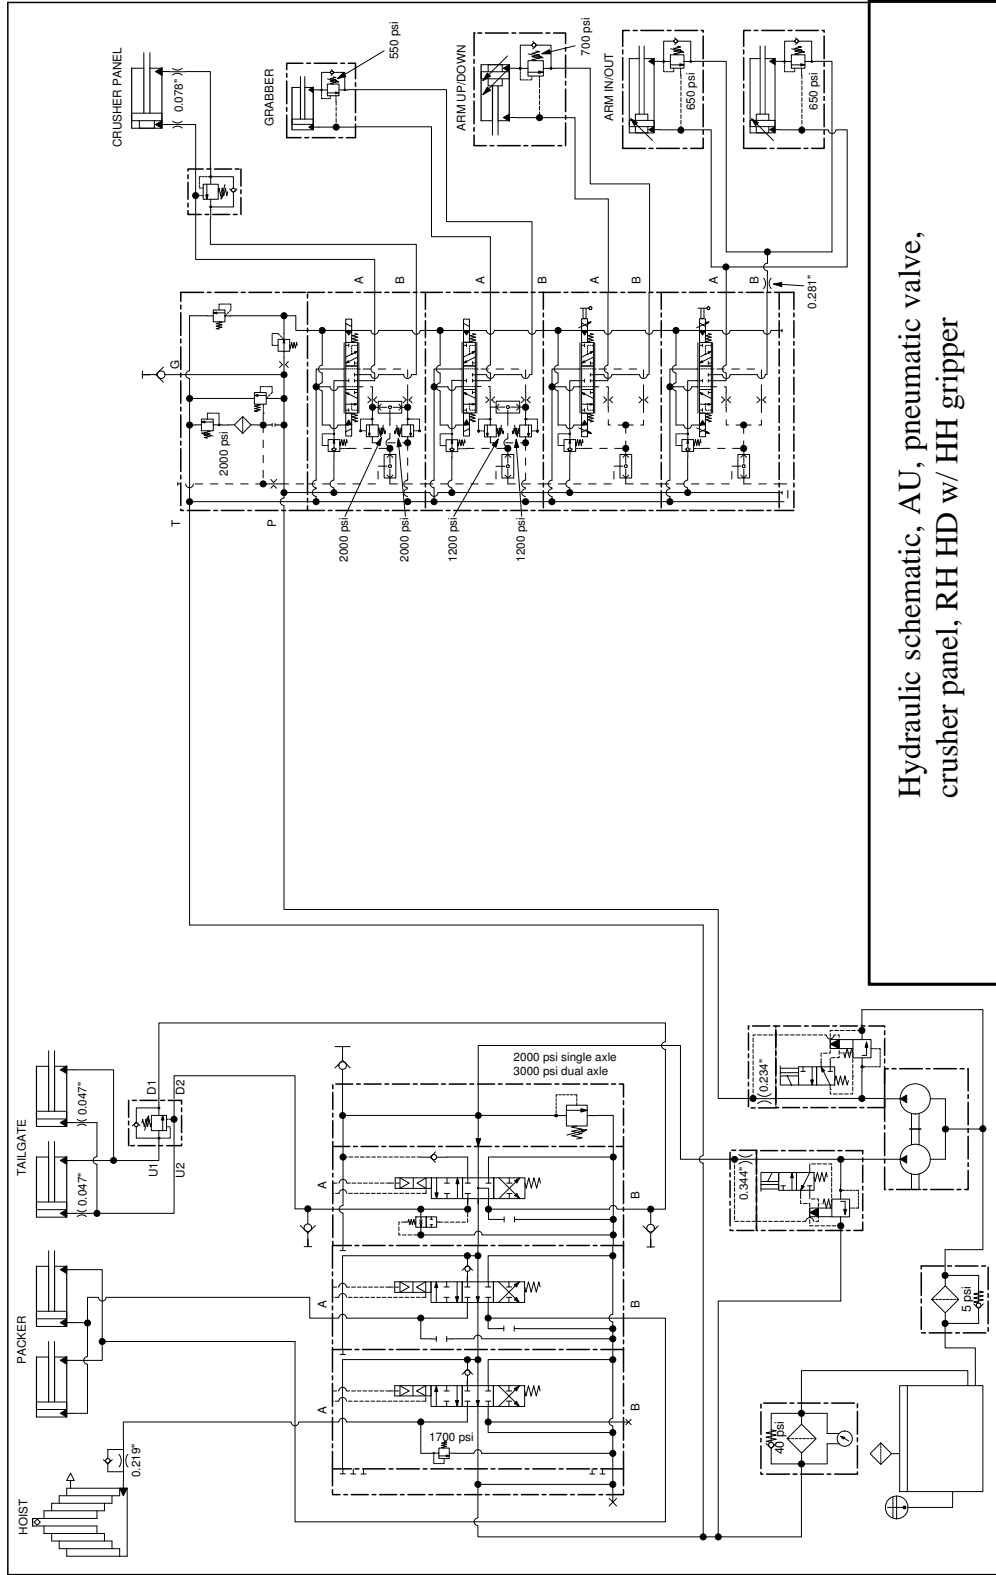 CRUSHER PANEL
0.078"
GRABBER
550 psi
ARM UP/DOWN
700 psi
ARM IN/OUT
650 psi
650 psi
T
G
P
2000 psi
A
B
A
B
A
B
A
B
2000 psi
2000 psi
1200 psi
1200 psi
0.281"
TAILGATE
0.047"
0.047"
U1
D1
U2
D2
PACKER
HOIST
0.219"
A
A
A
B
B
B
1700 psi
2000 psi single axle
3000 psi dual axle
0.344"
0.234"
5 psi
40 psi
Hydraulic schematic, AU, pneumatic valve,
crusher panel, RH HD w/ HH gripper